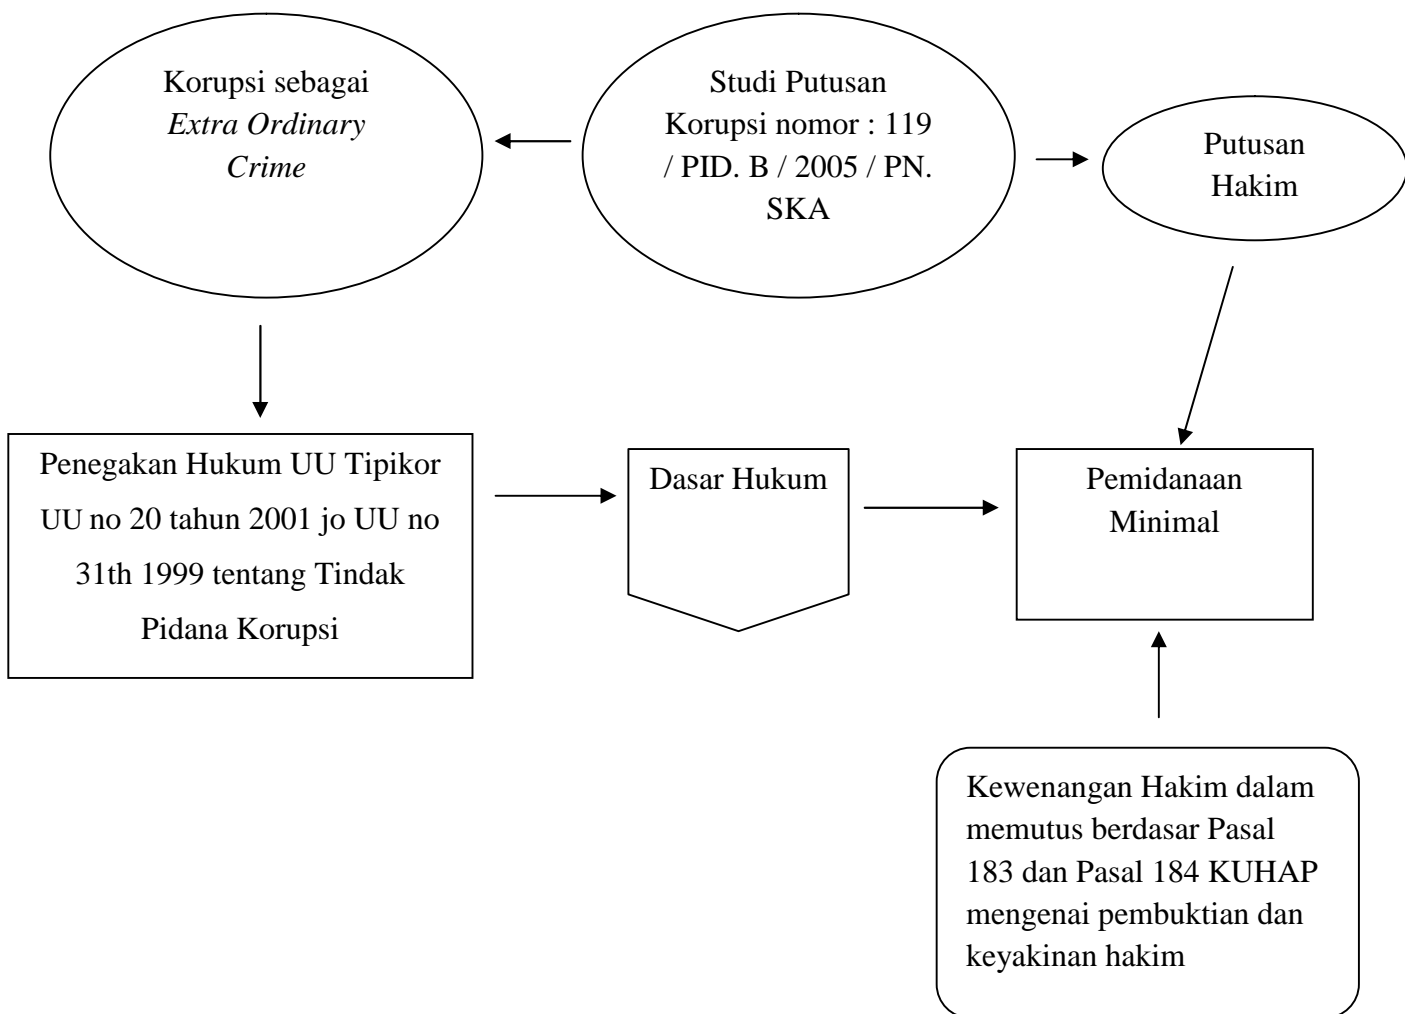 Korupsi sebagai
Extra Ordinary
Crime
Studi Putusan
Korupsi nomor : 119
/ PID. B / 2005 / PN.
SKA
Putusan
Hakim
Penegakan Hukum UU Tipikor
UU no 20 tahun 2001 jo UU no
31th 1999 tentang Tindak
Pidana Korupsi
Dasar Hukum
Pemidanaan
Minimal
Kewenangan Hakim dalam
memutus berdasar Pasal
183 dan Pasal 184 KUHAP
mengenai pembuktian dan
keyakinan hakim